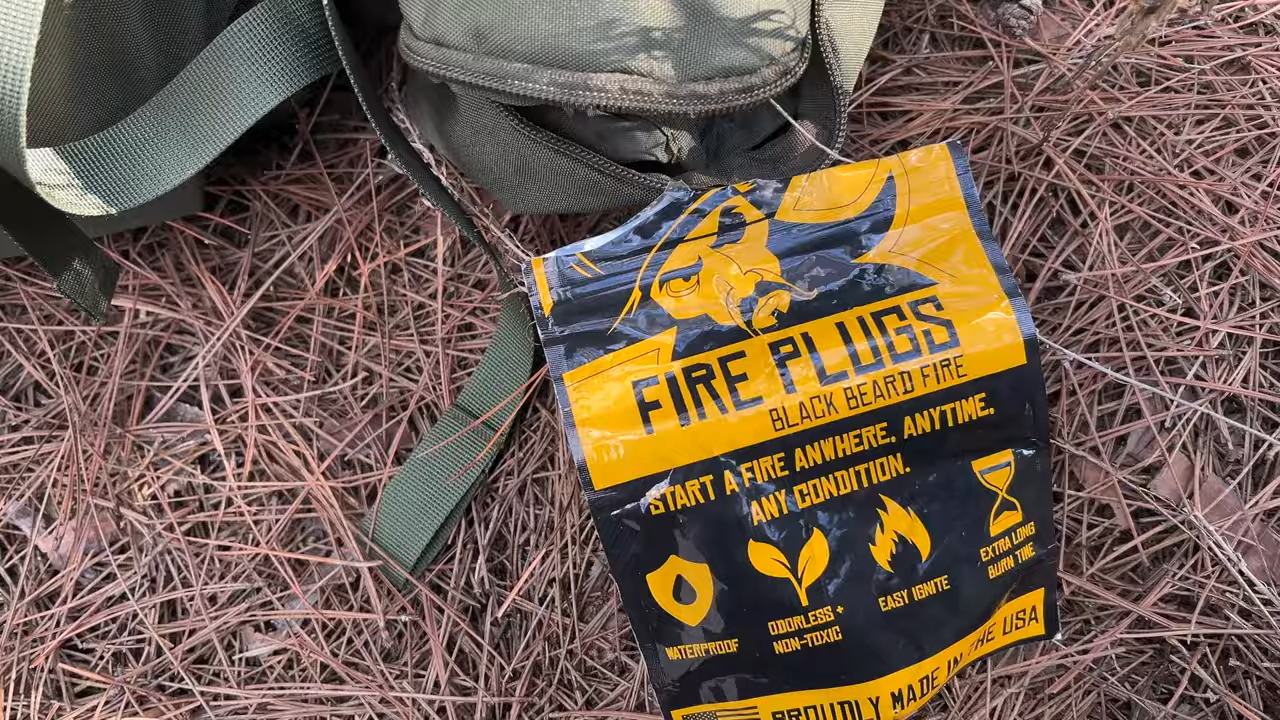 FIRE PLUGS
BLACK BEARD FIRE
START A FIRE ANWHERE. ANYTIME.
ANY CONDITION.
WATERPROOF
ODORLESS +
NON-TOXIC
EASY IGNITE
EXTRA LONG
BURN TIME
PROUDLY MADE IN THE USA